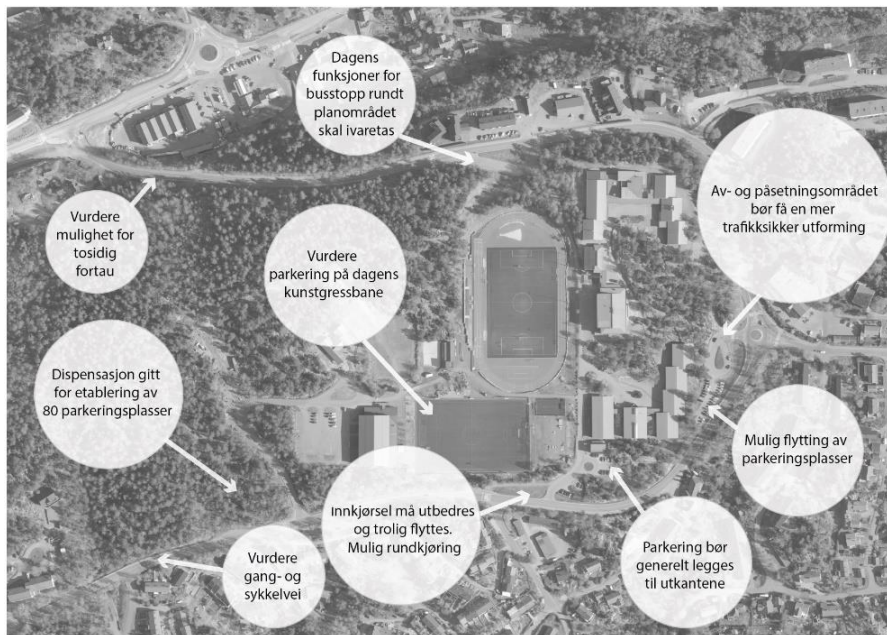 Dagens
funksjoner for
busstopp rundt
planområdet
skal ivaretas
Av- og påsetningsområdet
bør få en mer
trafikksikker utforming
Vurdere
mulighet for
tosidig
fortau
Vurdere
parkering på dagens
kunstgressbane
Dispensasjon gitt
for etablering av
80 parkeringsplasser
Mulig flytting av
parkeringsplasser
Innkjørsel må utbedres
og trolig flyttes.
Mulig rundkjøring
Vurdere
gang- og
sykkelvei
Parkering bør
generelt legges
til utkantene